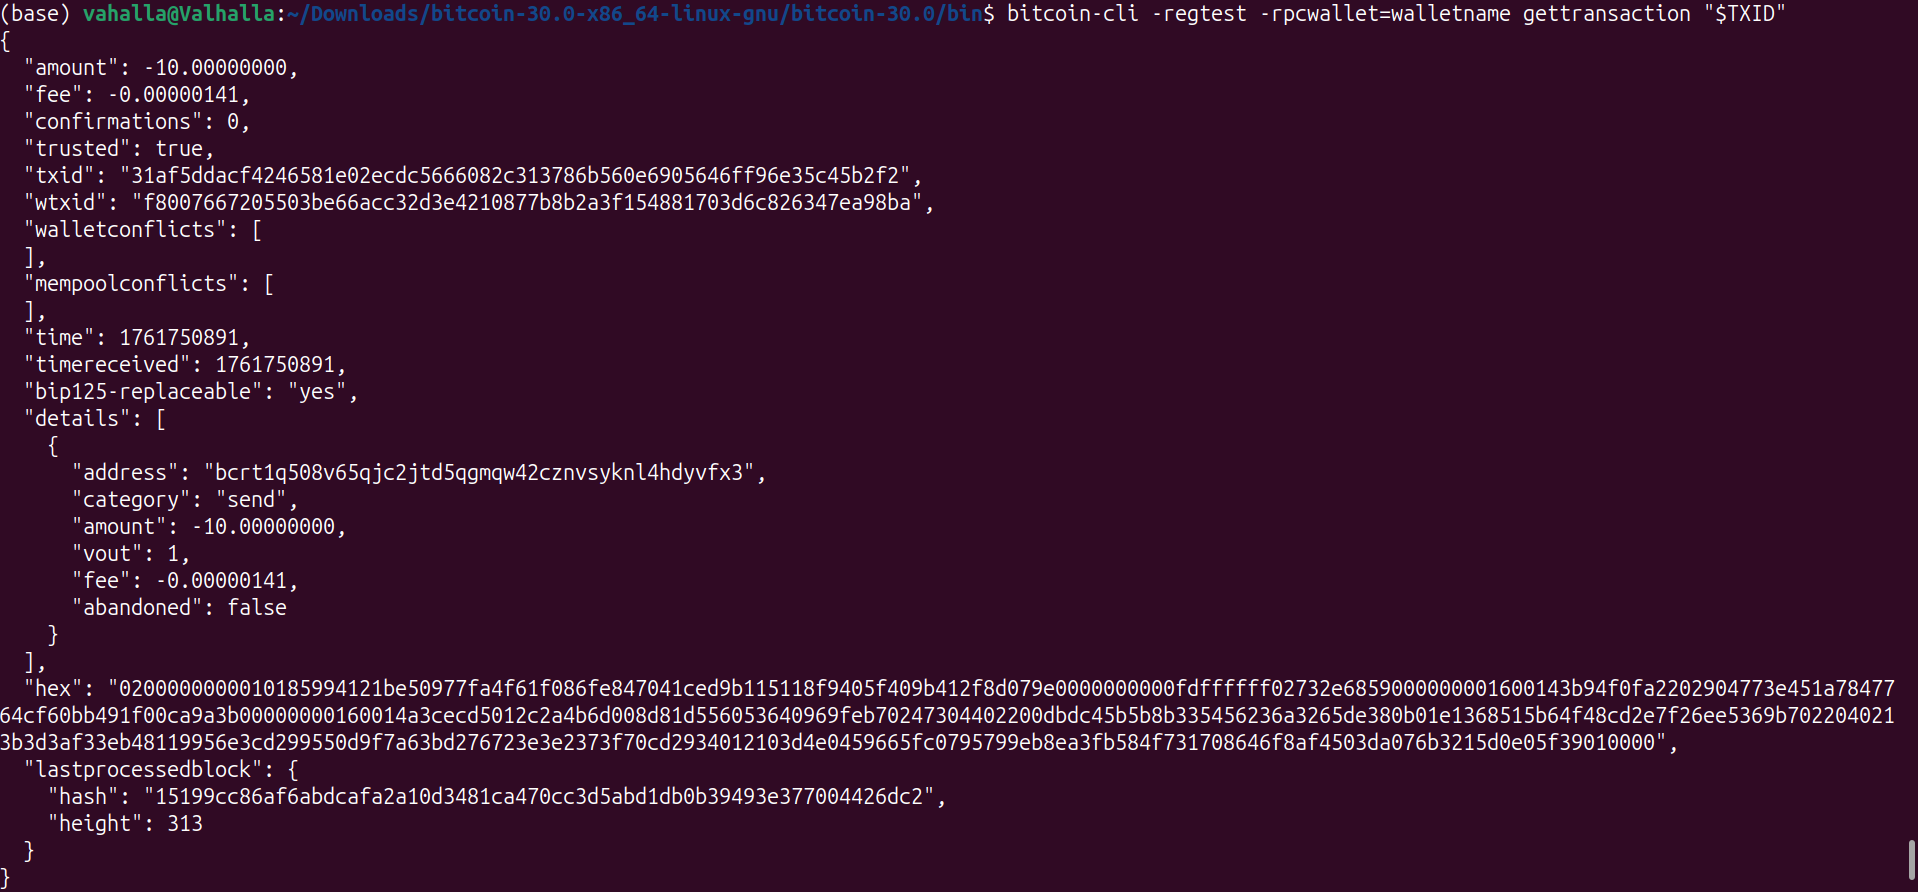 (base) vahalla@Valhalla:~/Downloads/bitcoin-30.0-x86_64-linux-gnu/bitcoin-30.0/bin$ bitcoin-cli -regtest -rpcwallet=walletname gettransaction "$TXID"
{
  "amount": -10.00000000,
  "fee": -0.00000141,
  "confirmations": 0,
  "trusted": true,
  "txid": "31af5ddacf4246581e02ecdc5666082c313786b560e6905646ff96e35c45b2f2",
  "wtxid": "f8007667205503be66acc32d3e4210877b8b2a3f154881703d6c826347ea98ba",
  "walletconflicts": [
  ],
  "mempoolconflicts": [
  ],
  "time": 1761750891,
  "timereceived": 1761750891,
  "bip125-replaceable": "yes",
  "details": [
    {
      "address": "bcrt1q508v65qjc2jtd5qgmqw42cznvsyknl4hdyvfx3",
      "category": "send",
      "amount": -10.00000000,
      "vout": 1,
      "fee": -0.00000141,
      "abandoned": false
    }
  ],
  "hex": "0200000000010185994121be50977fa4f61f086fe847041ced9b115118f9405f409b412f8d079e0000000000fdffffff02732e6859000000001600143b94f0fa2202904773e451a78477
64cf60bb491f00ca9a3b00000000160014a3cecd5012c2a4b6d008d81d556053640969feb70247304402200dbdc45b5b8b335456236a3265de380b01e1368515b64f48cd2e7f26ee5369b702204021
3b3d3af33eb48119956e3cd299550d9f7a63bd276723e3e2373f70cd2934012103d4e0459665fc0795799eb8ea3fb584f731708646f8af4503da076b3215d0e05f39010000",
  "lastprocessedblock": {
    "hash": "15199cc86af6abdcafa2a10d3481ca470cc3d5abd1db0b39493e377004426dc2",
    "height": 313
  }
}